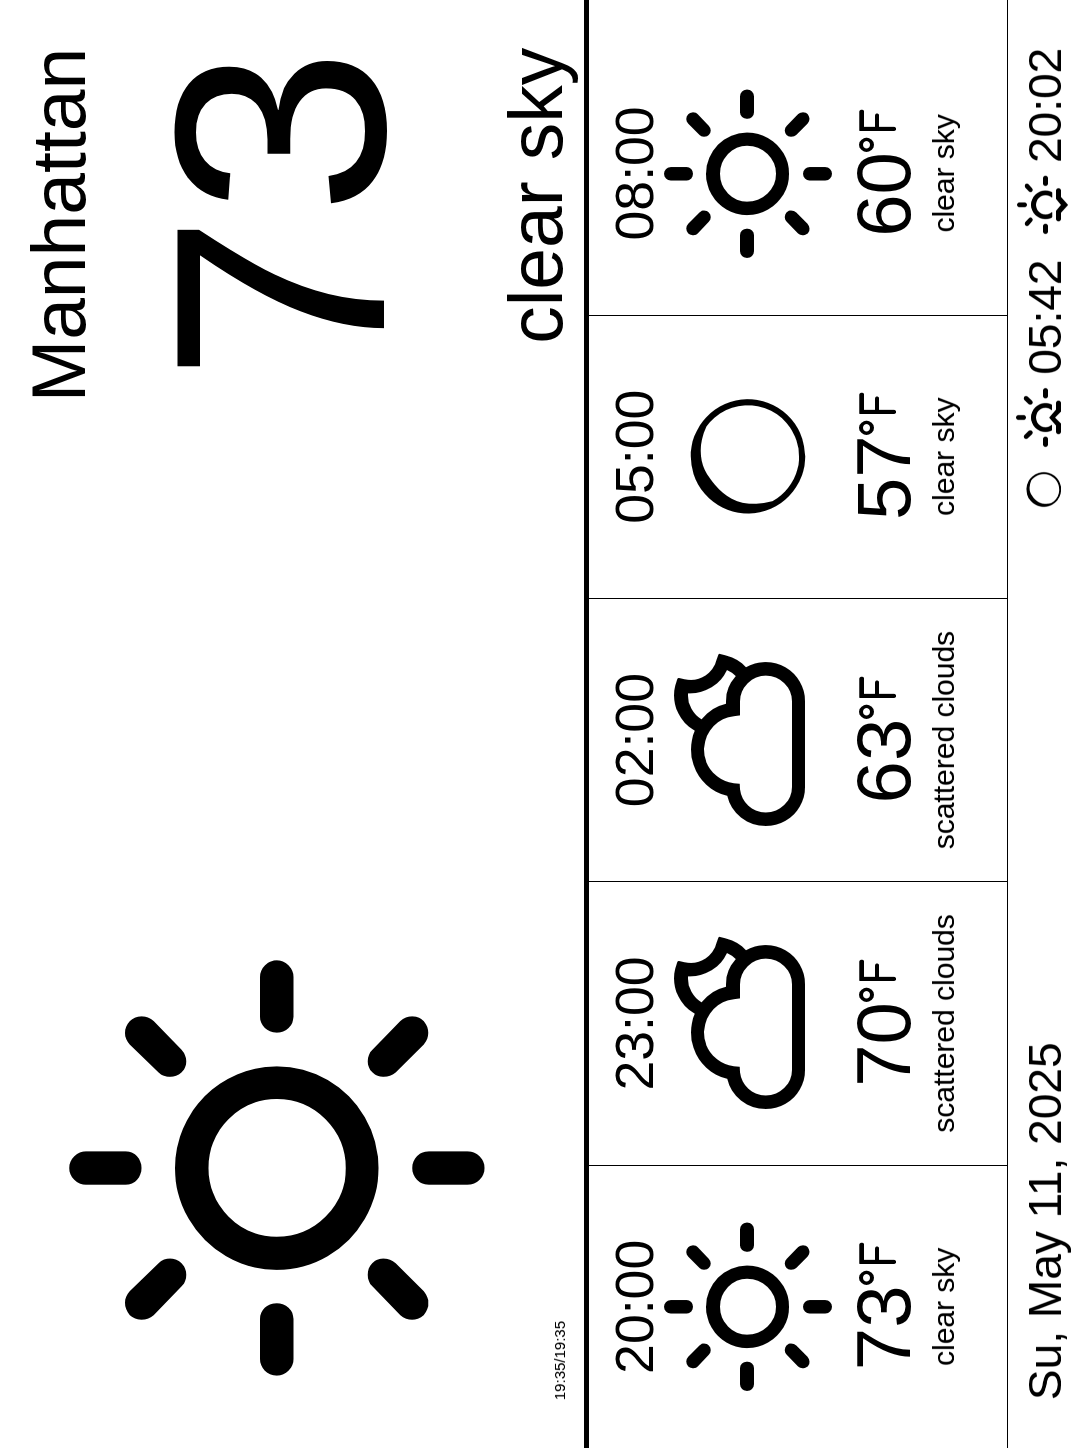 Manhattan
73
clear sky
19:35/19:35
20:00
73°F
clear sky
23:00
70°F
scattered clouds
02:00
63°F
scattered clouds
05:00
57°F
clear sky
08:00
60°F
clear sky
Su, May 11, 2025
05:42
20:02